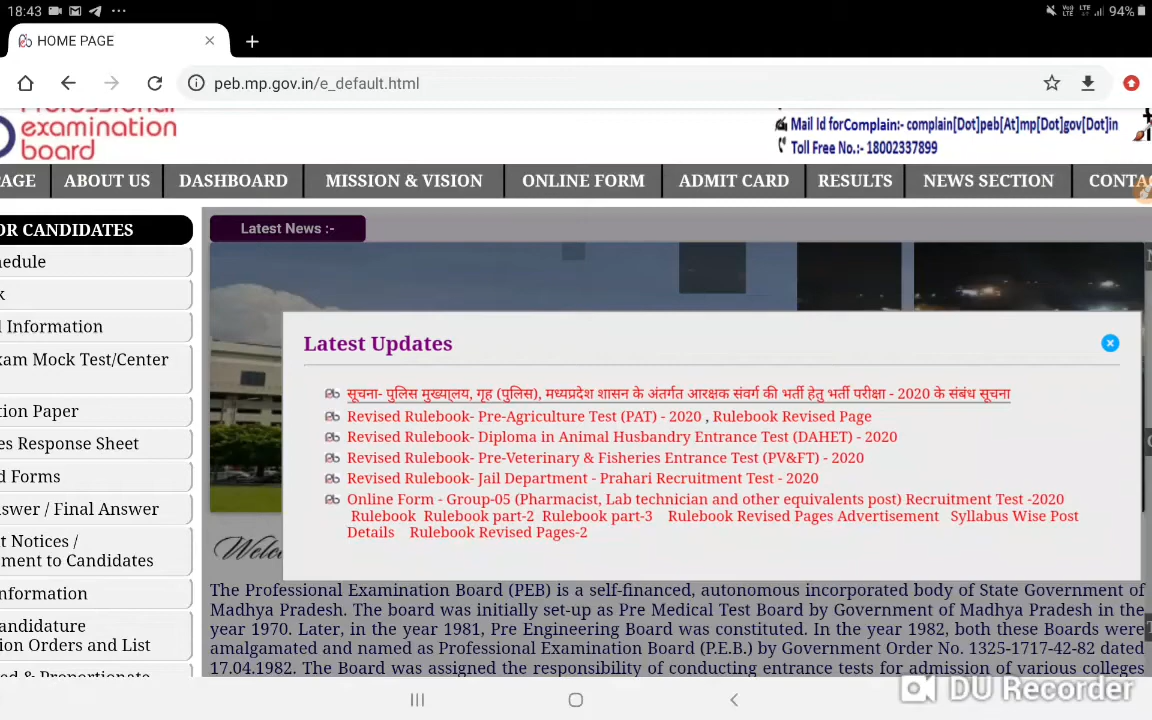 18:43
94%
HOME PAGE
peb.mp.gov.in/e_default.html
examination
board
Mail Id forComplain:- complain[Dot]peb[At]mp[Dot]gov[Dot]in
Toll Free No.:- 18002337899
AGE ABOUT US DASHBOARD MISSION & VISION ONLINE FORM ADMIT CARD RESULTS NEWS SECTION CONTA
OR CANDIDATES
hedule
k
l Information
xam Mock Test/Center
tion Paper
es Response Sheet
d Forms
swer / Final Answer
t Notices /
ment to Candidates
nformation
andidature
ion Orders and List
Latest News :-
Latest Updates
सूचना- पुलिस मुख्यालय, गृह (पुलिस), मध्यप्रदेश शासन के अंतर्गत आरक्षक संवर्ग की भर्ती हेतु भर्ती परीक्षा - 2020 के संबंध सूचना
Revised Rulebook- Pre-Agriculture Test (PAT) - 2020 , Rulebook Revised Page
Revised Rulebook- Diploma in Animal Husbandry Entrance Test (DAHET) - 2020
Revised Rulebook- Pre-Veterinary & Fisheries Entrance Test (PV&FT) - 2020
Revised Rulebook- Jail Department - Prahari Recruitment Test - 2020
Online Form - Group-05 (Pharmacist, Lab technician and other equivalents post) Recruitment Test -2020
Rulebook Rulebook part-2 Rulebook part-3 Rulebook Revised Pages Advertisement Syllabus Wise Post
Details Rulebook Revised Pages-2
The Professional Examination Board (PEB) is a self-financed, autonomous incorporated body of State Government of
Madhya Pradesh. The board was initially set-up as Pre Medical Test Board by Government of Madhya Pradesh in the
year 1970. Later, in the year 1981, Pre Engineering Board was constituted. In the year 1982, both these Boards were
amalgamated and named as Professional Examination Board (P.E.B.) by Government Order No. 1325-1717-42-82 dated
17.04.1982. The Board was assigned the responsibility of conducting entrance tests for admission of various colleges
DU Recorder